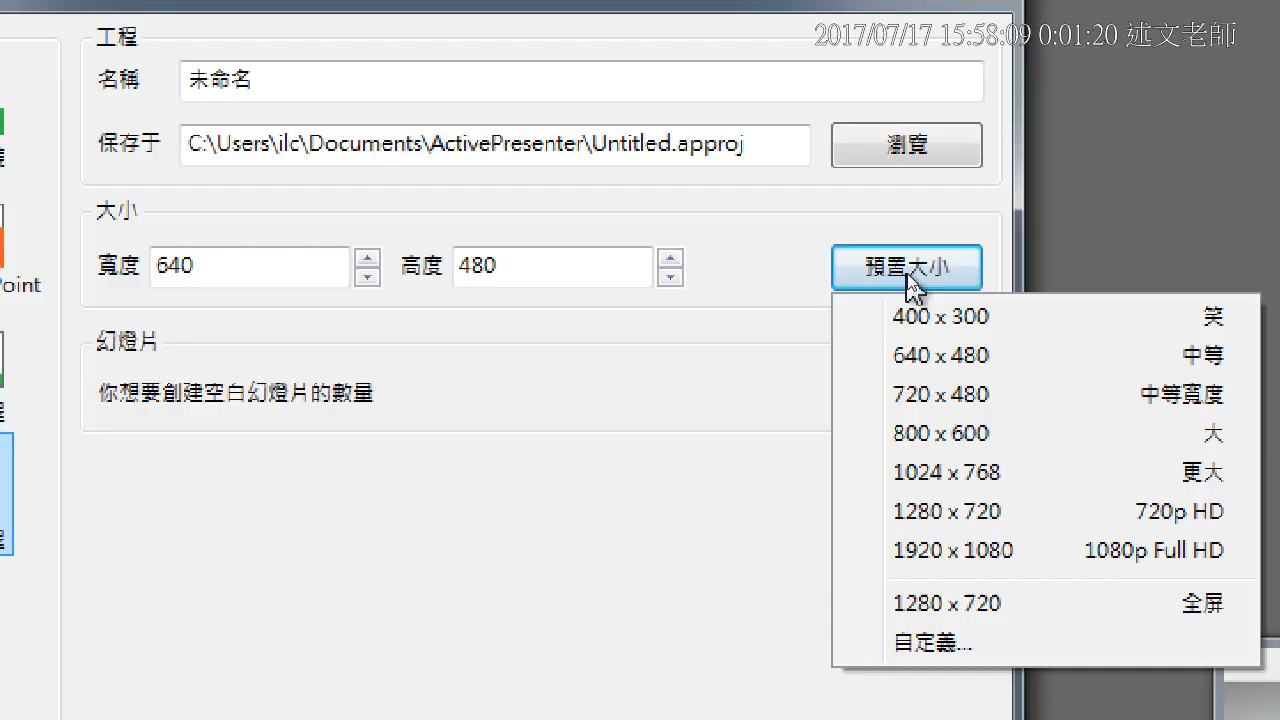 2017/07/17 15:58:09 0:01:20 述文老師
工程
名稱 未命名
保存于 C:\Users\ilc\Documents\ActivePresenter\Untitled.approj 瀏覽
大小
寬度 640 高度 480 預置大小
400 x 300 笑
640 x 480 中等
720 x 480 中等寬度
800 x 600 大
1024 x 768 更大
1280 x 720 720p HD
1920 x 1080 1080p Full HD
1280 x 720 全屏
自定義...
幻燈片
你想要創建空白幻燈片的數量
oint